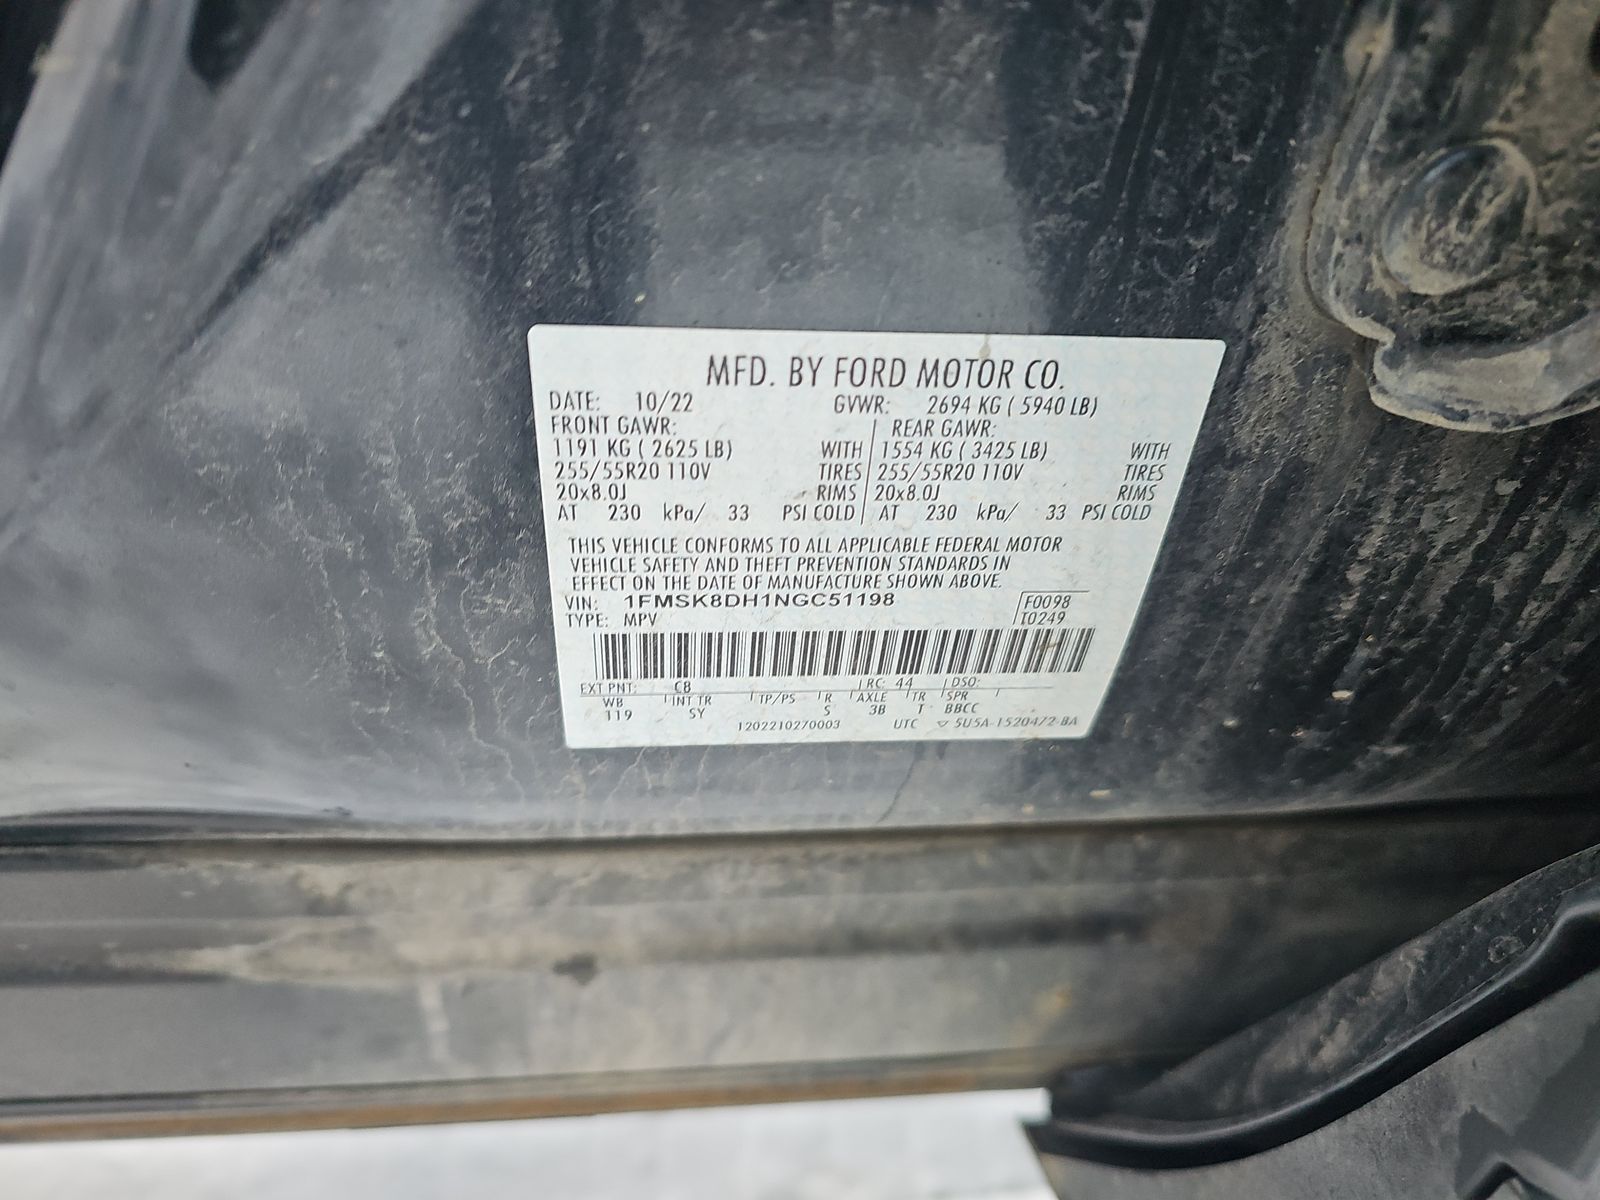 MFD. BY FORD MOTOR CO.
DATE: 10/22 GVWR: 2694 KG ( 5940 LB)
FRONT GAWR: REAR GAWR:
1191 KG ( 2625 LB) WITH 1554 KG ( 3425 LB) WITH
255/55R20 110V TIRES 255/55R20 110V TIRES
20x8.0J RIMS 20x8.0J RIMS
AT 230 kPa/ 33 PSI COLD AT 230 kPa/ 33 PSI COLD
THIS VEHICLE CONFORMS TO ALL APPLICABLE FEDERAL MOTOR
VEHICLE SAFETY AND THEFT PREVENTION STANDARDS IN
EFFECT ON THE DATE OF MANUFACTURE SHOWN ABOVE.
VIN: 1FMSK8DH1NGC51198 F0098
TYPE: MPV T0249
EXT PNT: C8 RC: 44 DSO:
WB INT TR TP/PS R AXLE TR SPR
119 SY S 3B T BBCC
1202210270003 UTC ▽ 5U5A-1520472-BA